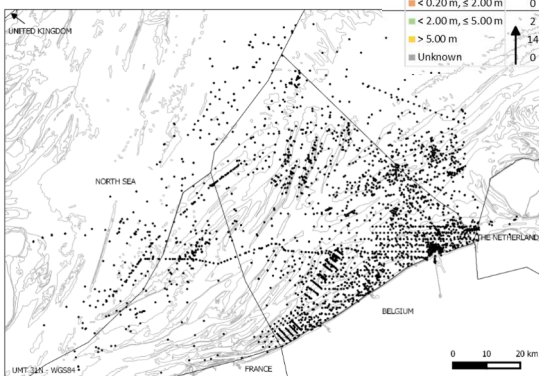 < 0.20 m, ≤ 2.00 m 0
< 2.00 m, ≤ 5.00 m 2
> 5.00 m 14
Unknown 0
UNITED KINGDOM
NORTH SEA
THE NETHERLAND
BELGIUM
FRANCE
UMT 31N - WGS84
0 10 20 km